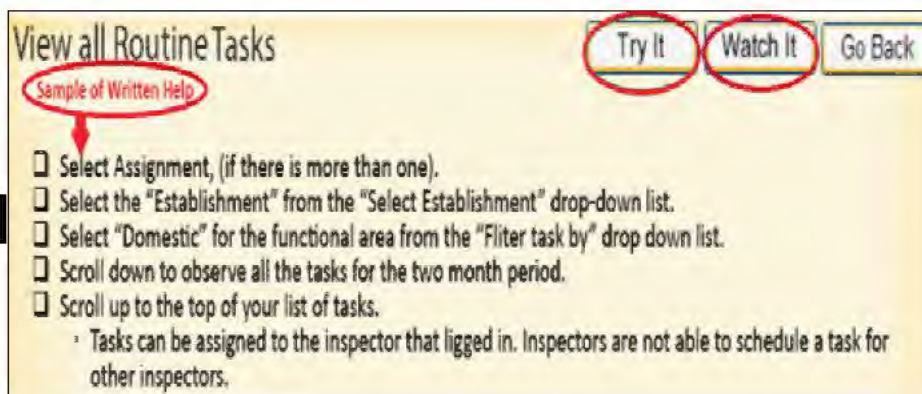 View all Routine Tasks
Try It
Watch It
Go Back
Sample of Written Help
❑ Select Assignment, (if there is more than one).
❑ Select the "Establishment" from the "Select Establishment" drop-down list.
❑ Select "Domestic" for the functional area from the "Fliter task by" drop down list.
❑ Scroll down to observe all the tasks for the two month period.
❑ Scroll up to the top of your list of tasks.
▫ Tasks can be assigned to the inspector that ligged in. Inspectors are not able to schedule a task for
other inspectors.